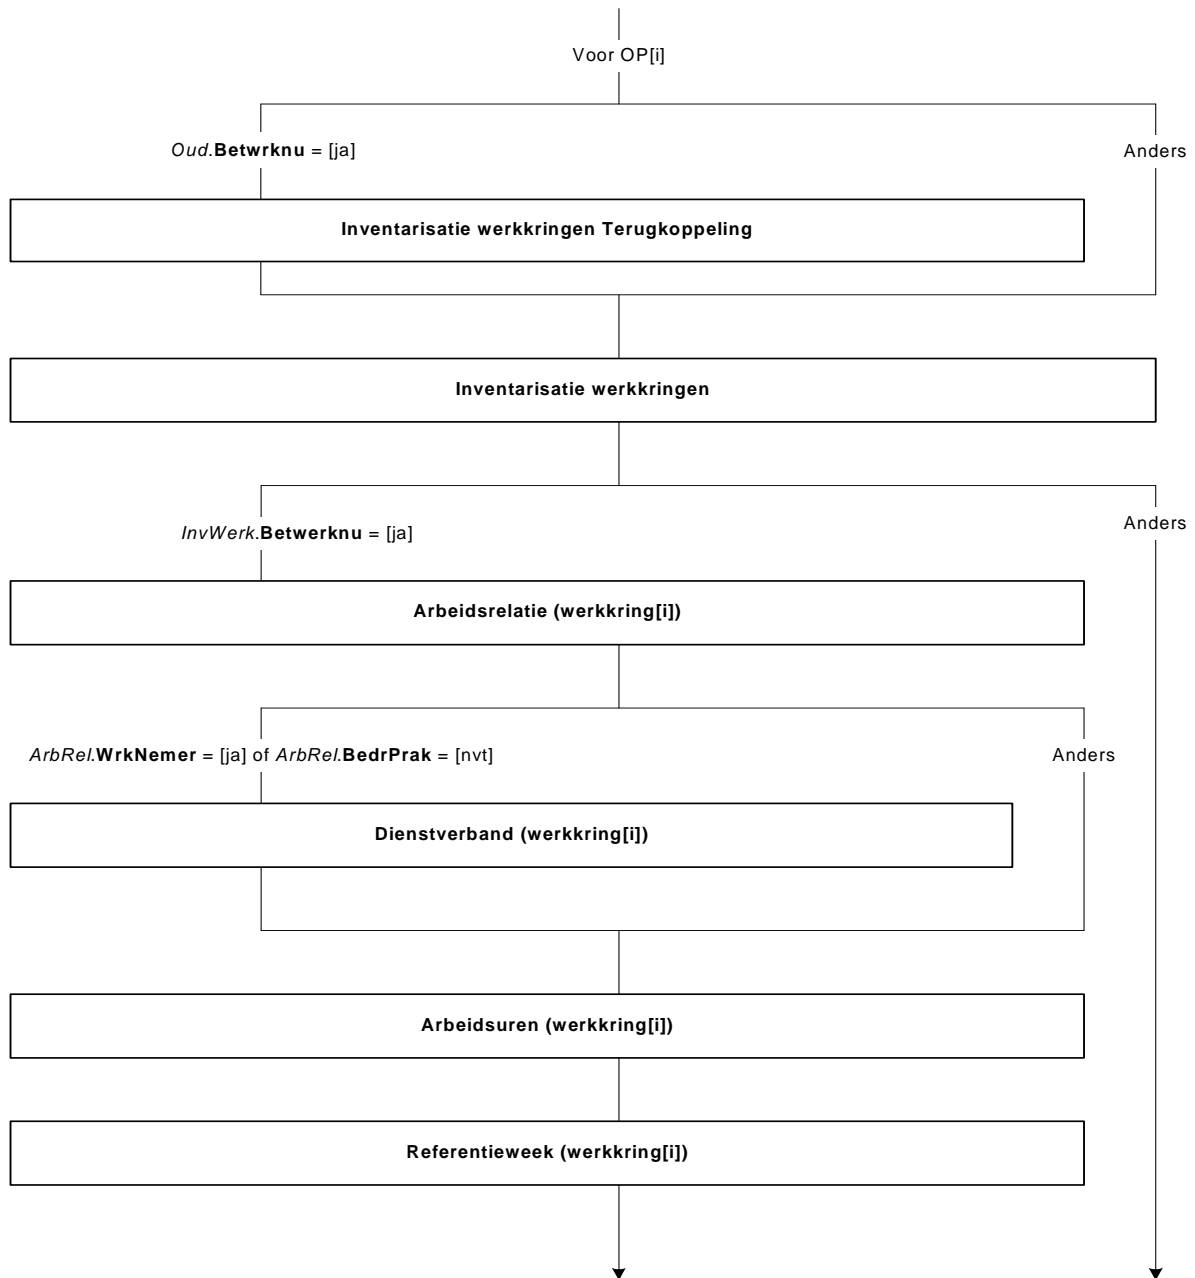 Voor OP[i]
Oud.Betwrknu = [ja]
Anders
Inventarisatie werkkringen Terugkoppeling
Inventarisatie werkkringen
InvWerk.Betwerknu = [ja]
Anders
Arbeidsrelatie (werkkring[i])
ArbRel.WrkNemer = [ja] of ArbRel.BedrPrak = [nvt]
Anders
Dienstverband (werkkring[i])
Arbeidsuren (werkkring[i])
Referentieweek (werkkring[i])